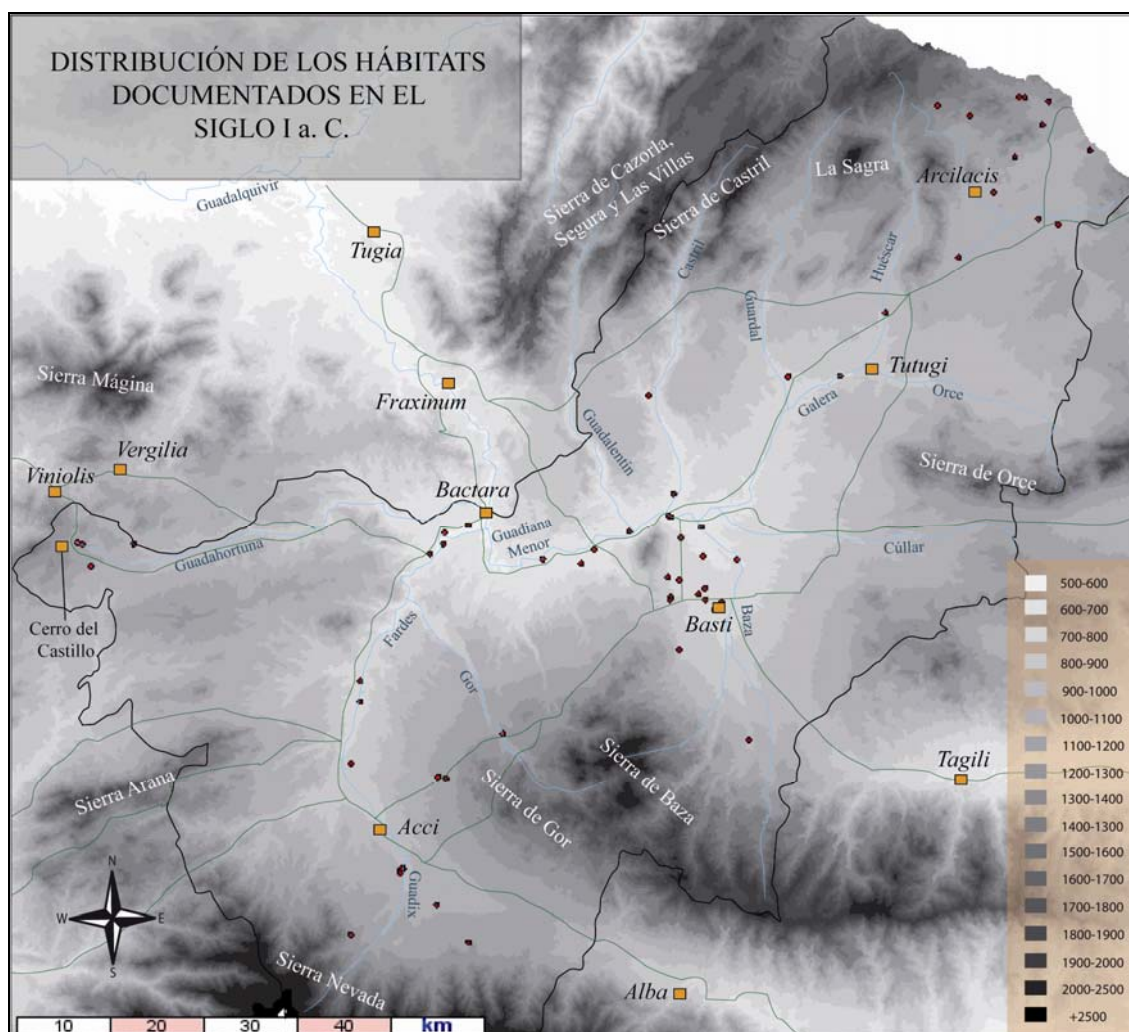 DISTRIBUCIÓN DE LOS HÁBITATS
DOCUMENTADOS EN EL
SIGLO I a. C.
Guadalquivir
Tugia
Sierra de Cazorla,
Segura y Las Villas
Sierra de Castril
Castril
La Sagra
Arcilacis
Huéscar
Guardal
Sierra Mágina
Fraxinum
Tutugi
Galera
Orce
Guadalentín
Vergilia
Viniolis
Bactara
Sierra de Orce
Guadahortuna
Guadiana
Menor
Cúllar
Cerro del
Castillo
Fardes
Basti
Baza
Gor
Sierra Arana
Sierra de Gor
Sierra de Baza
Tagili
Acci
Guadix
Sierra Nevada
Alba
N
W
E
S
10
20
30
40
km
500-600
600-700
700-800
800-900
900-1000
1000-1100
1100-1200
1200-1300
1300-1400
1400-1300
1500-1600
1600-1700
1700-1800
1800-1900
1900-2000
2000-2500
+2500